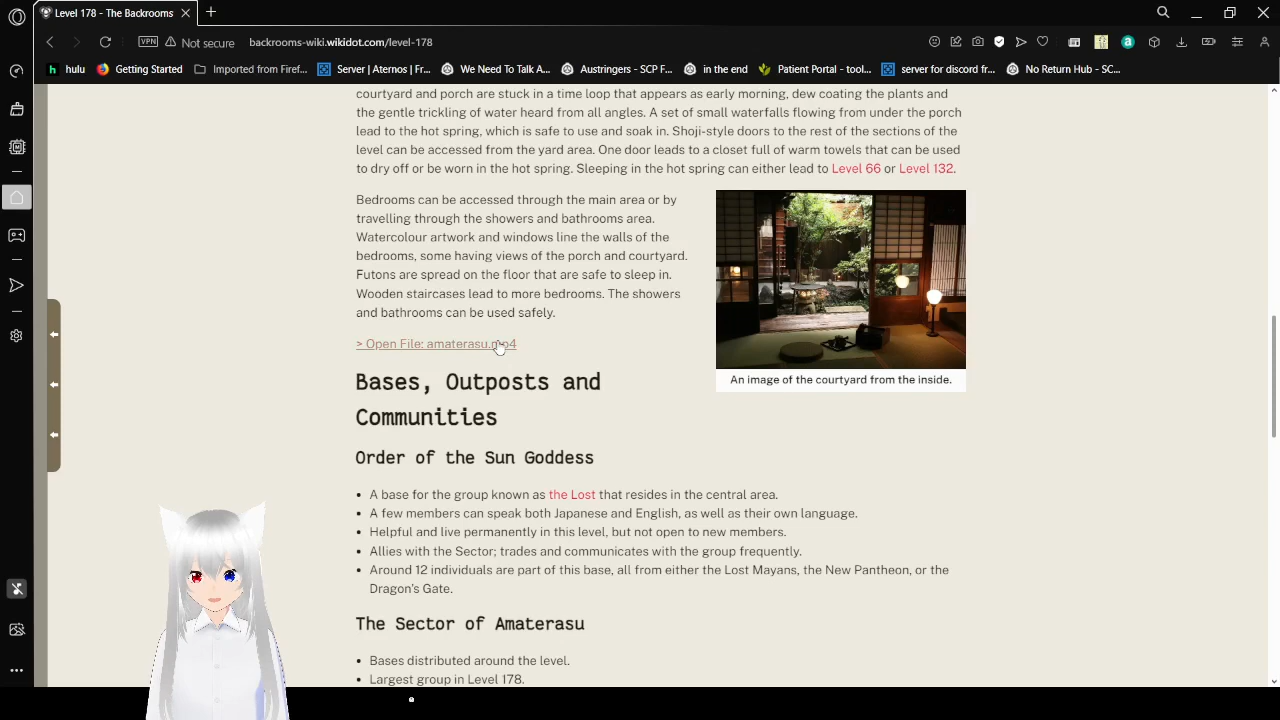 Level 178 - The Backrooms
VPN
Not secure
backrooms-wiki.wikidot.com/level-178
hulu
Getting Started
Imported from Firef...
Server | Aternos | Fr...
We Need To Talk A...
Austringers - SCP F...
in the end
Patient Portal - tool...
server for discord fr...
No Return Hub - SC...
courtyard and porch are stuck in a time loop that appears as early morning, dew coating the plants and
the gentle trickling of water heard from all angles. A set of small waterfalls flowing from under the porch
lead to the hot spring, which is safe to use and soak in. Shoji-style doors to the rest of the sections of the
level can be accessed from the yard area. One door leads to a closet full of warm towels that can be used
to dry off or be worn in the hot spring. Sleeping in the hot spring can either lead to Level 66 or Level 132.
Bedrooms can be accessed through the main area or by
travelling through the showers and bathrooms area.
Watercolour artwork and windows line the walls of the
bedrooms, some having views of the porch and courtyard.
Futons are spread on the floor that are safe to sleep in.
Wooden staircases lead to more bedrooms. The showers
and bathrooms can be used safely.
An image of the courtyard from the inside.
> Open File: amaterasu.mp4
Bases, Outposts and
Communities
Order of the Sun Goddess
• A base for the group known as the Lost that resides in the central area.
• A few members can speak both Japanese and English, as well as their own language.
• Helpful and live permanently in this level, but not open to new members.
• Allies with the Sector; trades and communicates with the group frequently.
• Around 12 individuals are part of this base, all from either the Lost Mayans, the New Pantheon, or the
Dragon's Gate.
The Sector of Amaterasu
• Bases distributed around the level.
• Largest group in Level 178.